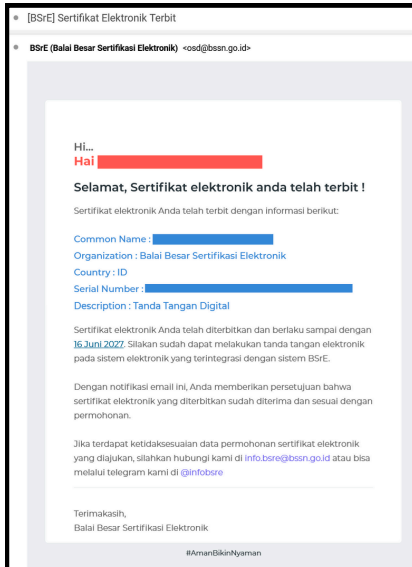 [BSrE] Sertifikat Elektronik Terbit
BSrE (Balai Besar Sertifikasi Elektronik) <osd@bssn.go.id>
Hi...
Hai
Selamat, Sertifikat elektronik anda telah terbit !
Sertifikat elektronik Anda telah terbit dengan informasi berikut:
Common Name :
Organization : Balai Besar Sertifikasi Elektronik
Country : ID
Serial Number :
Description : Tanda Tangan Digital
Sertifikat elektronik Anda telah diterbitkan dan berlaku sampai dengan
16 Juni 2027. Silakan sudah dapat melakukan tanda tangan elektronik
pada sistem elektronik yang terintegrasi dengan sistem BSrE.
Dengan notifikasi email ini, Anda memberikan persetujuan bahwa
sertifikat elektronik yang diterbitkan sudah diterima dan sesuai dengan
permohonan.
Jika terdapat ketidaksesuaian data permohonan sertifikat elektronik
yang diajukan, silahkan hubungi kami di info.bsre@bssn.go.id atau bisa
melalui telegram kami di @infobsre
Terimakasih,
Balai Besar Sertifikasi Elektronik
#AmanBikinNyaman